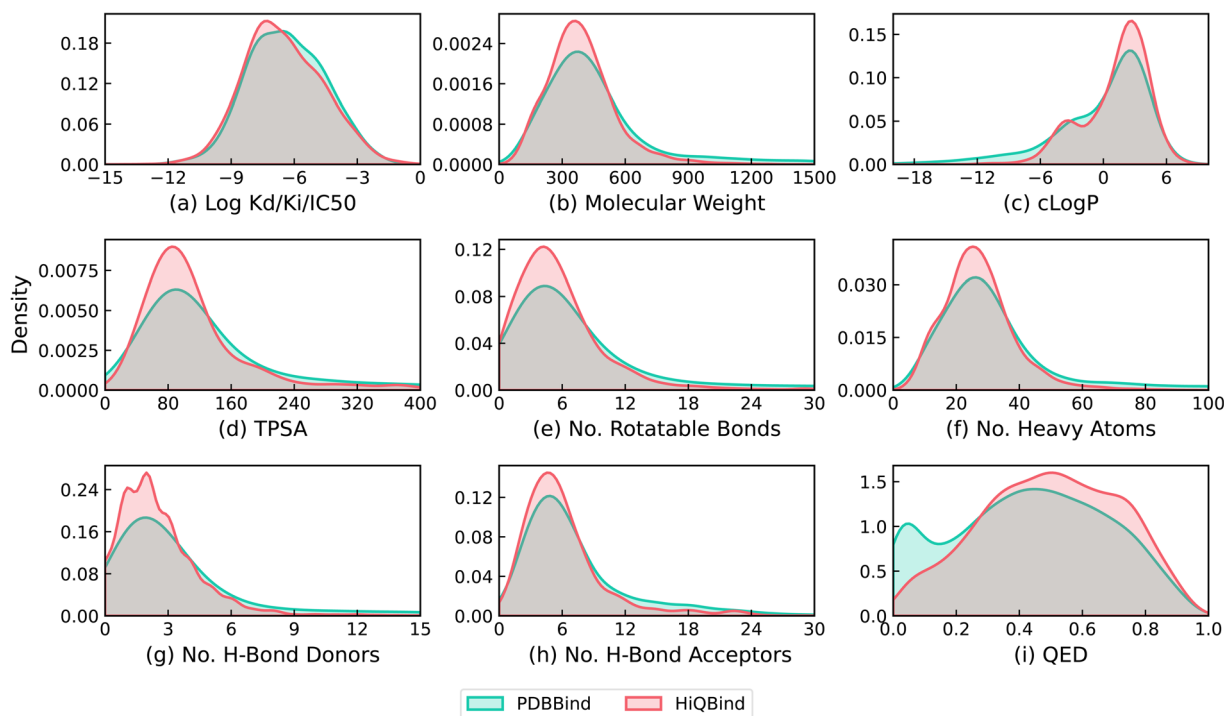 0.18
0.12
0.06
0.00
−15 −12 −9 −6 −3 0
(a) Log Kd/Ki/IC50
0.0024
0.0016
0.0008
0.0000
0 300 600 900 1200 1500
(b) Molecular Weight
0.15
0.10
0.05
0.00
−18 −12 −6 0 6
(c) cLogP
Density
0.0075
0.0050
0.0025
0.0000
0 80 160 240 320 400
(d) TPSA
0.12
0.08
0.04
0.00
0 6 12 18 24 30
(e) No. Rotatable Bonds
0.030
0.015
0.000
0 20 40 60 80 100
(f) No. Heavy Atoms
0.24
0.16
0.08
0.00
0 3 6 9 12 15
(g) No. H-Bond Donors
0.12
0.08
0.04
0.00
0 6 12 18 24 30
(h) No. H-Bond Acceptors
1.5
1.0
0.5
0.0
0.0 0.2 0.4 0.6 0.8 1.0
(i) QED
PDBBind HiQBind